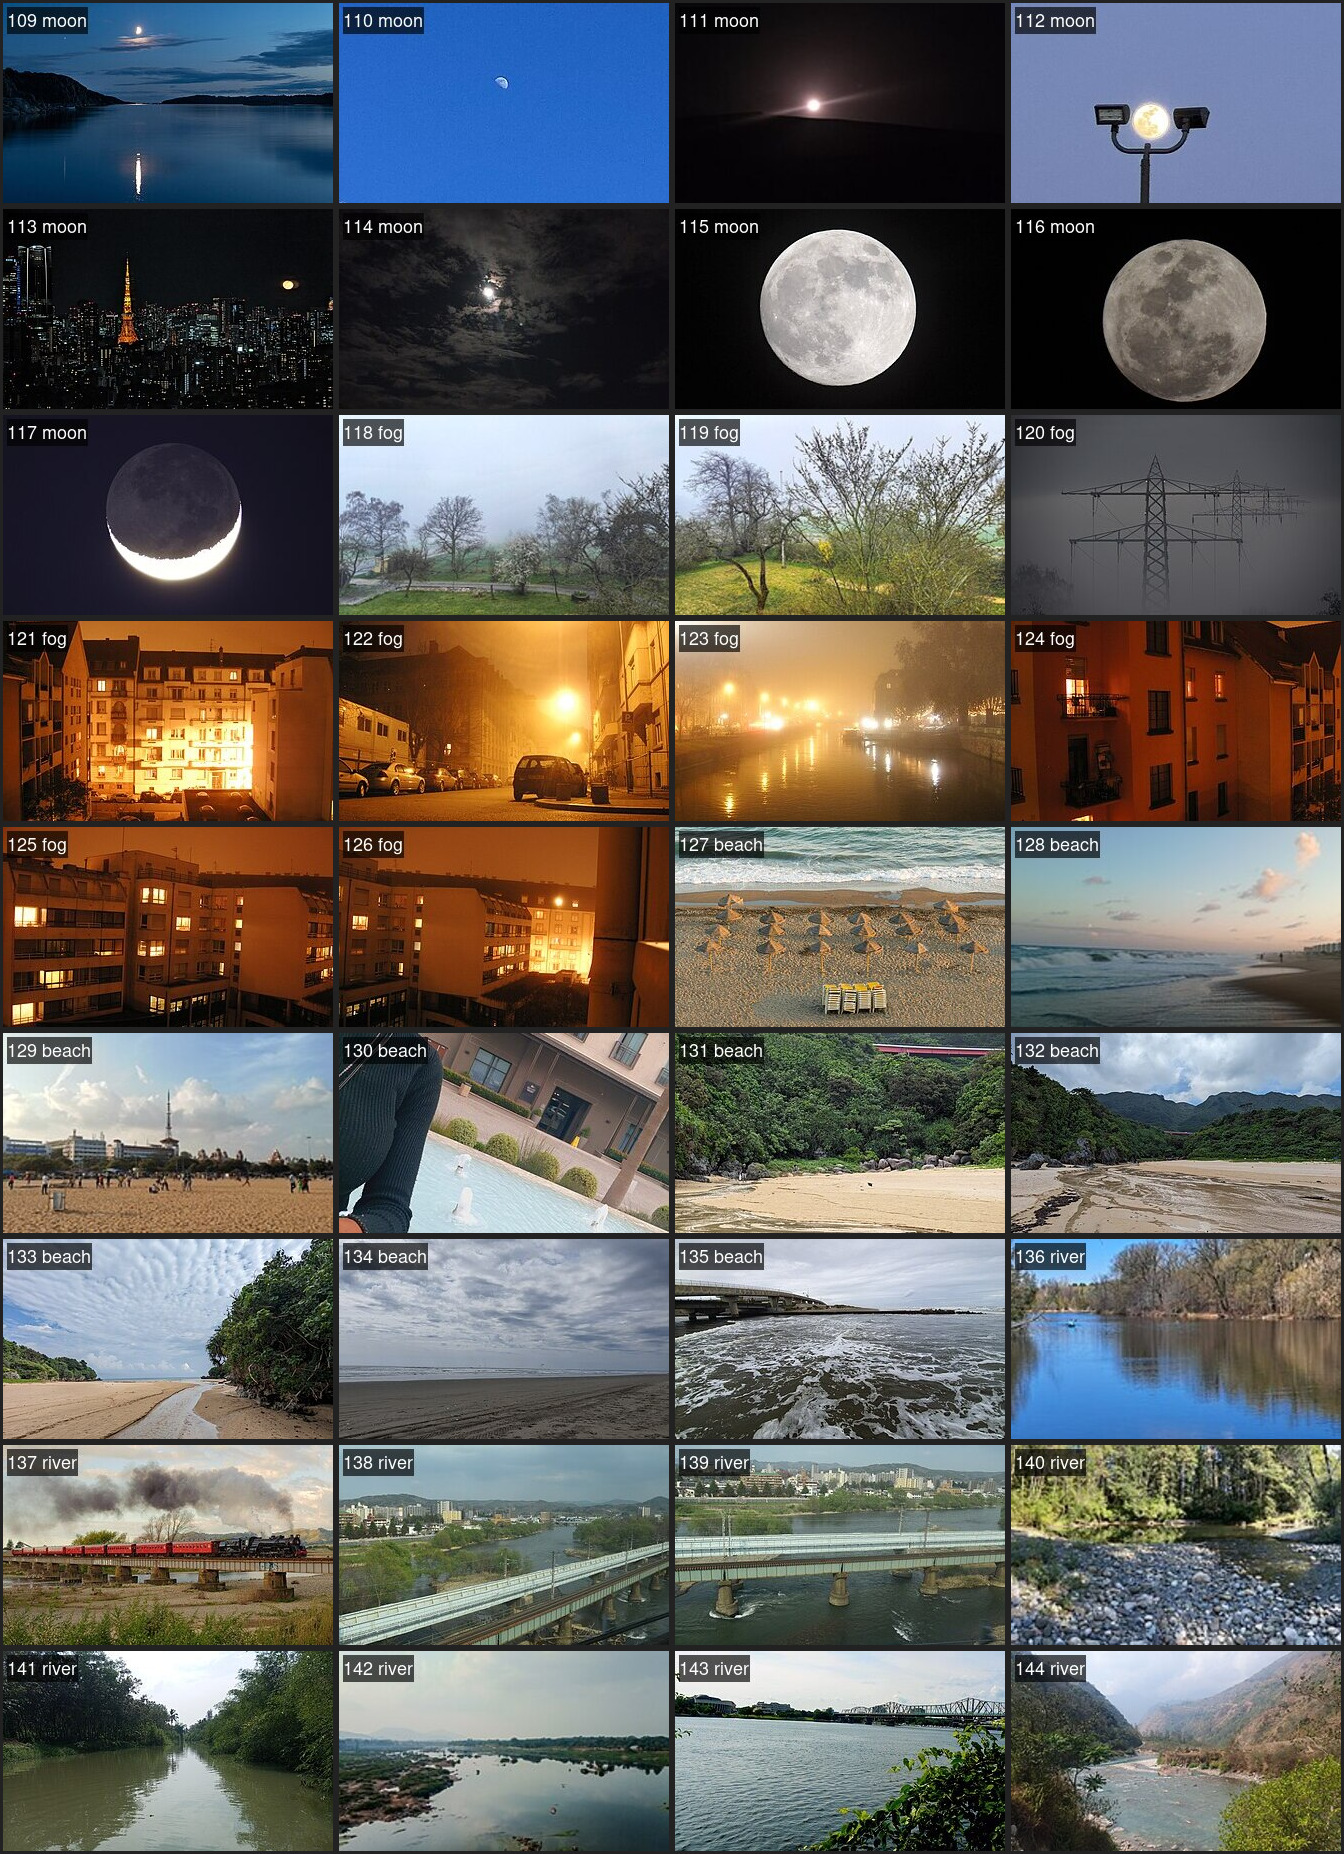 109 moon
110 moon
111 moon
112 moon
113 moon
114 moon
115 moon
116 moon
117 moon
118 fog
119 fog
120 fog
121 fog
122 fog
123 fog
124 fog
125 fog
126 fog
127 beach
128 beach
129 beach
130 beach
131 beach
132 beach
133 beach
134 beach
135 beach
136 river
137 river
138 river
139 river
140 river
141 river
142 river
143 river
144 river